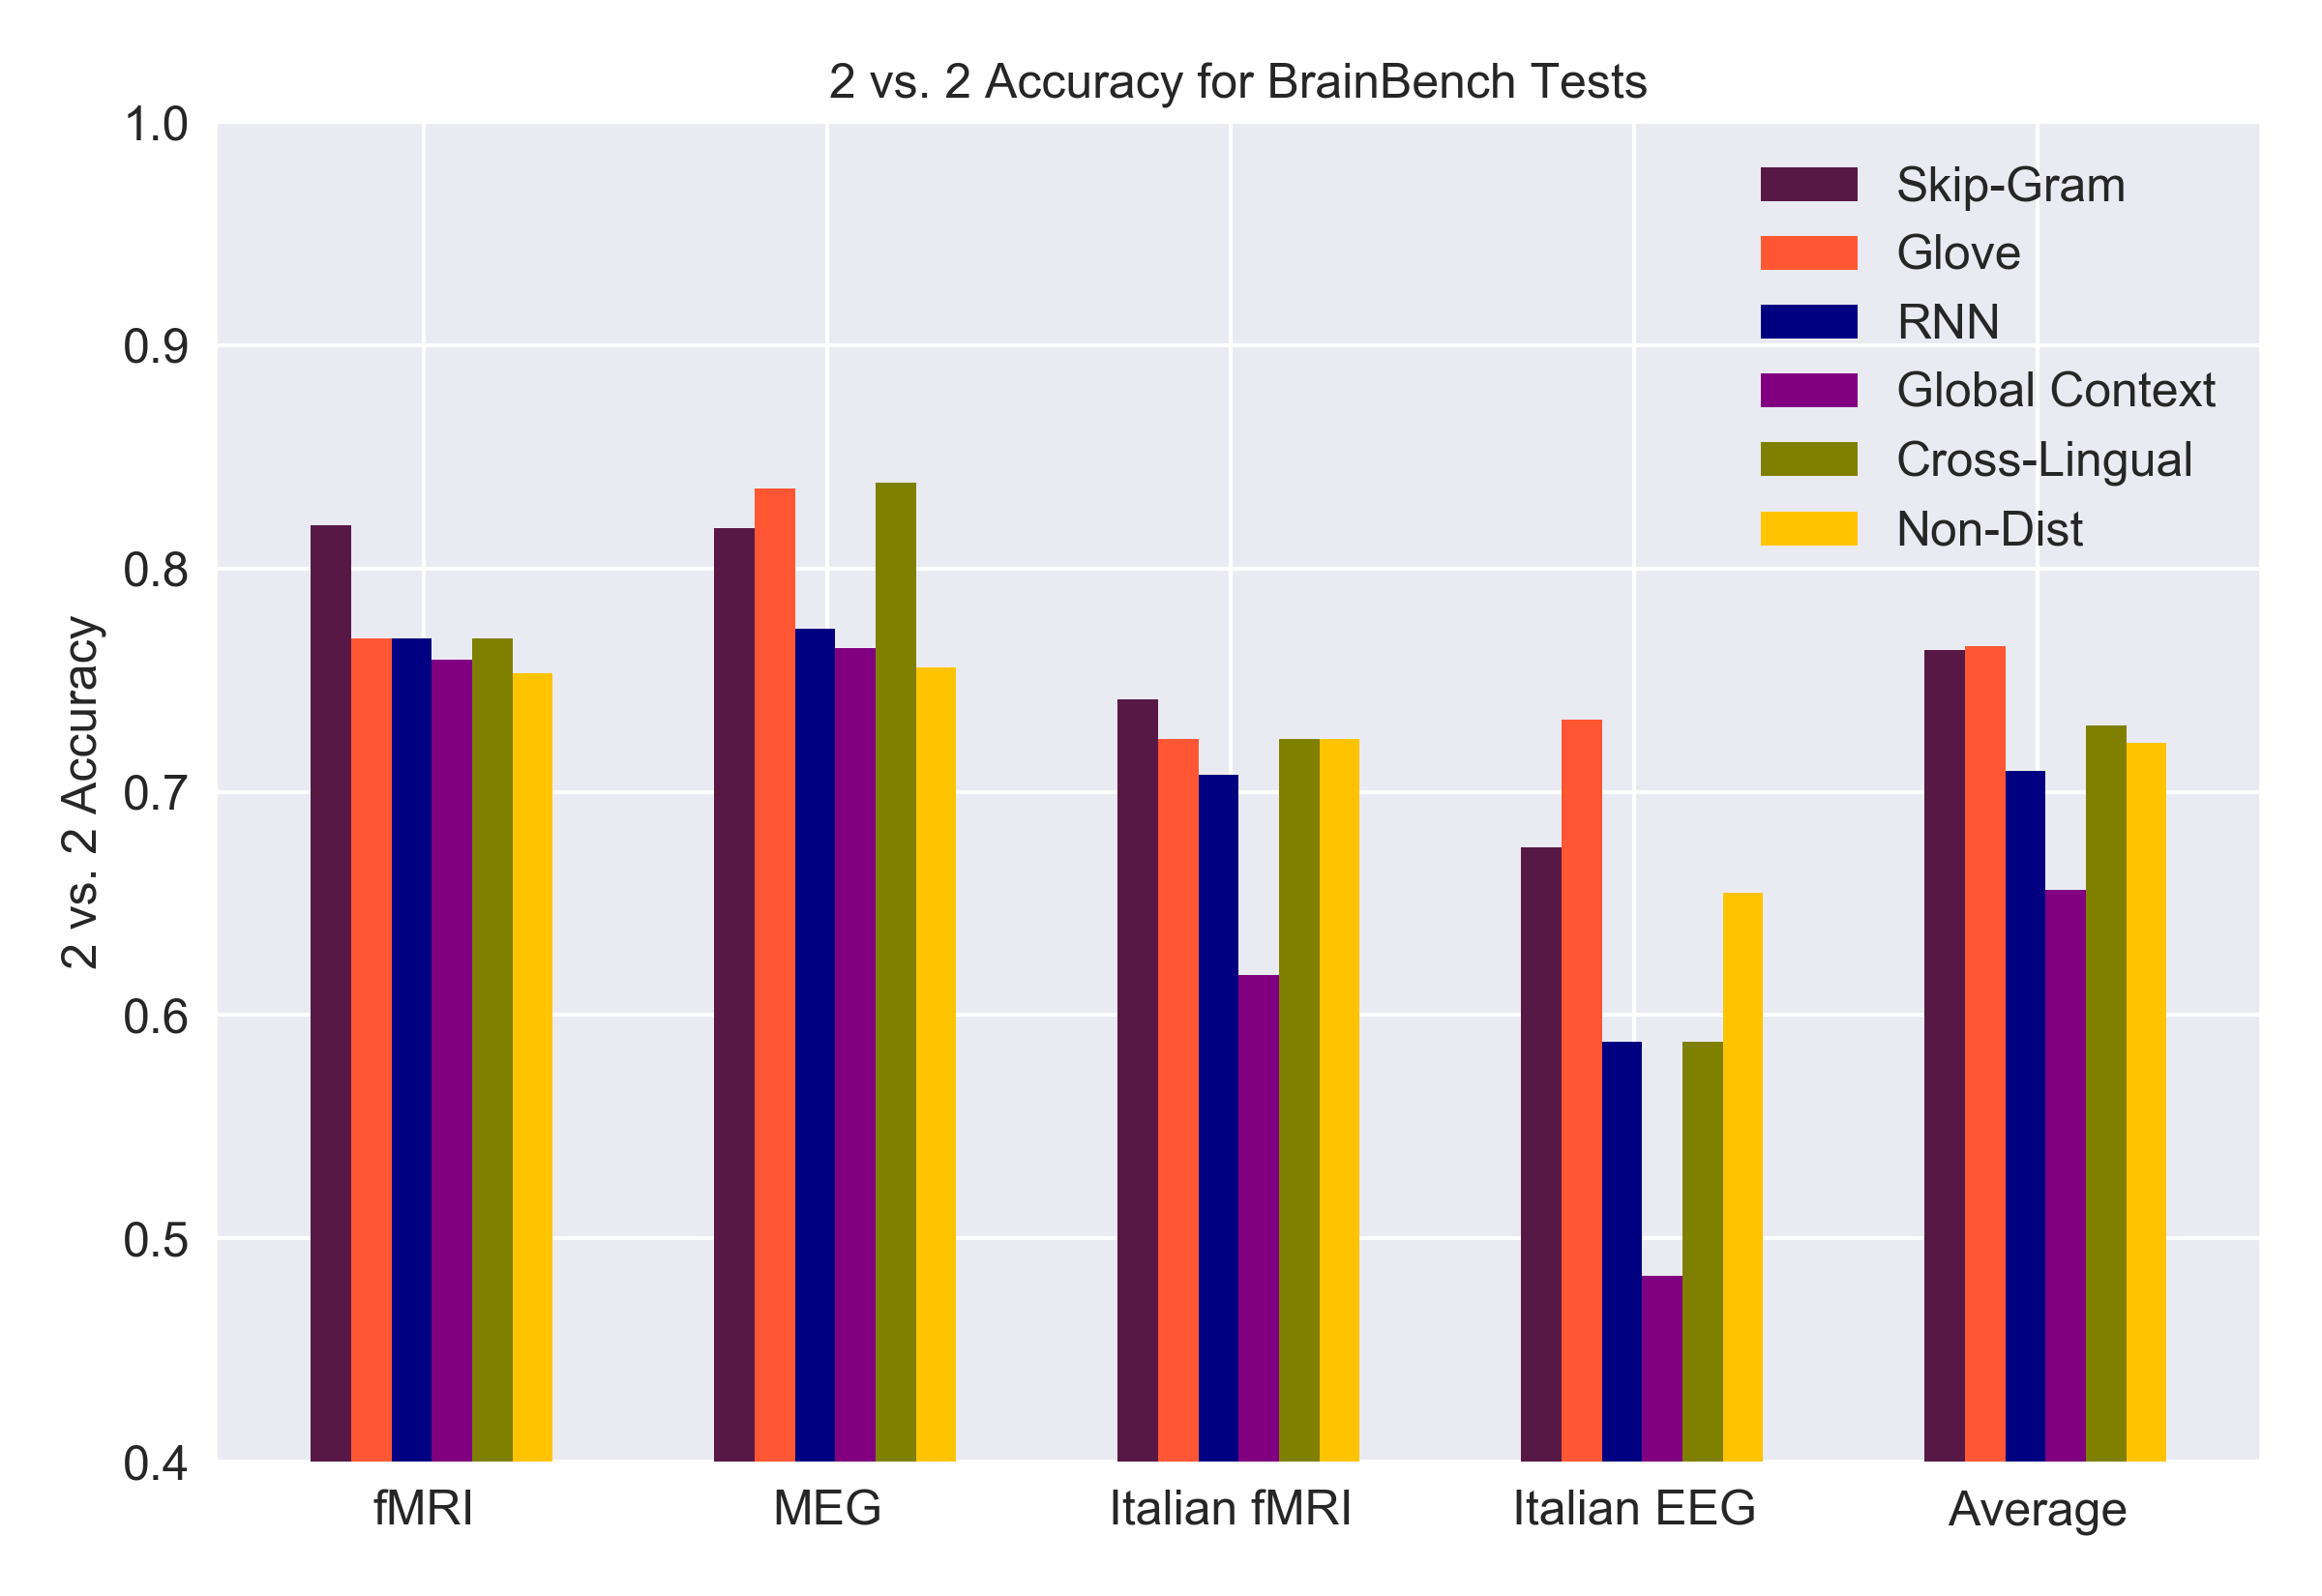 2 vs. 2 Accuracy for BrainBench Tests
1.0
0.9
0.8
0.7
0.6
0.5
0.4
2 vs. 2 Accuracy
Skip-Gram
Glove
RNN
Global Context
Cross-Lingual
Non-Dist
fMRI
MEG
Italian fMRI
Italian EEG
Average